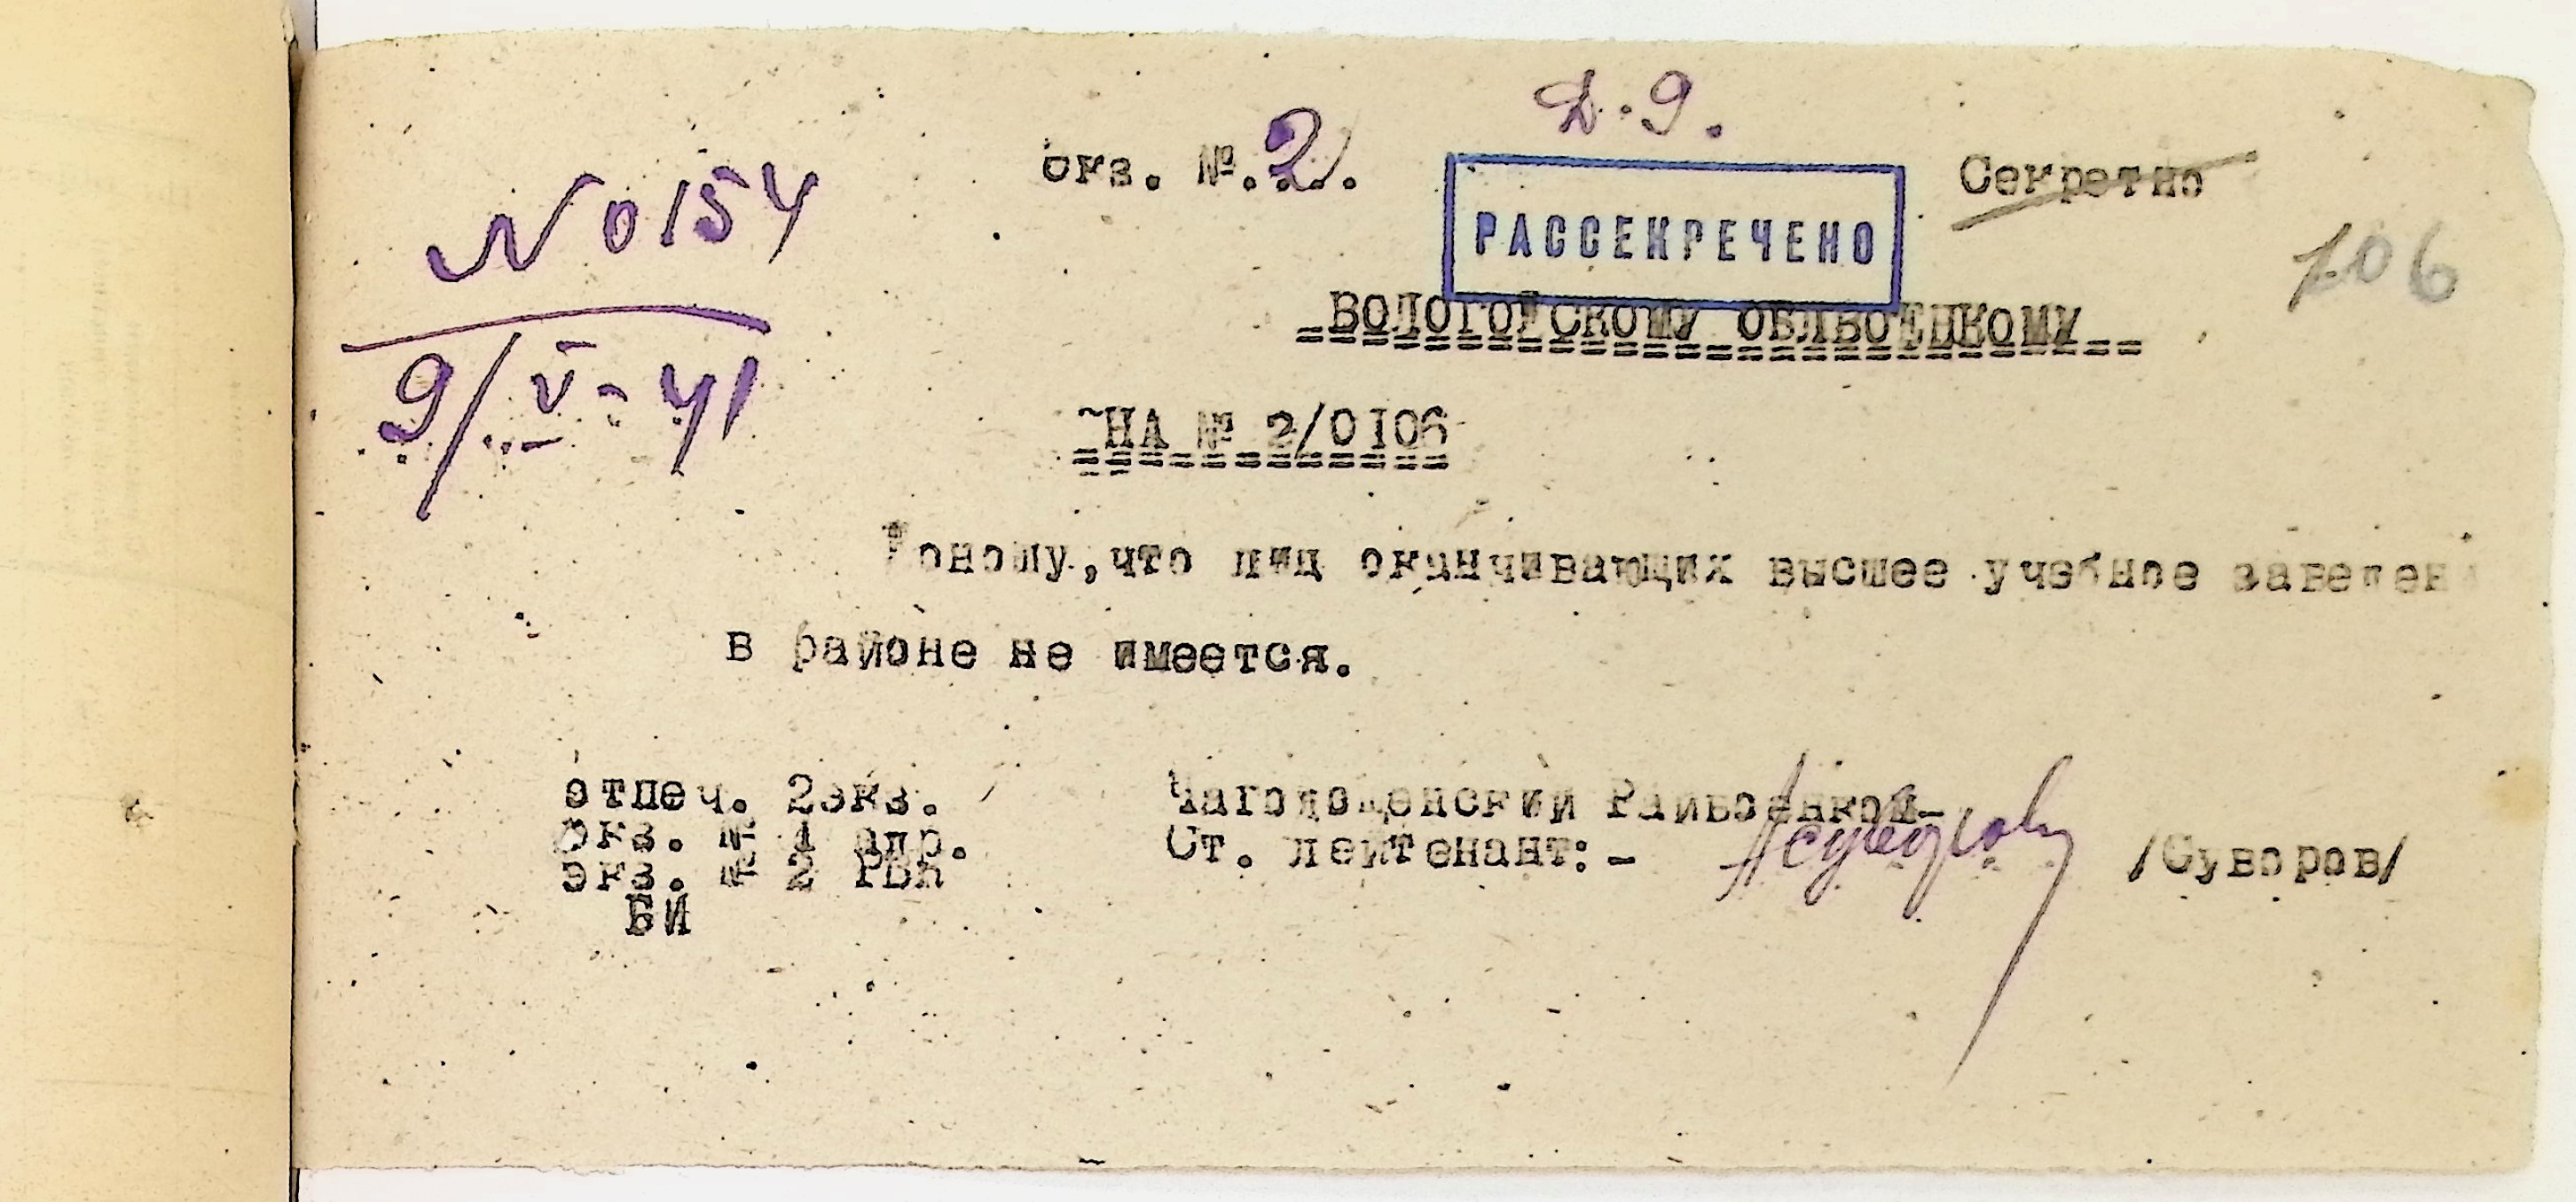 Д.9.
экз. №.2.
Секретно
№ 0154
РАССЕКРЕЧЕНО
106
ВОЛОГОДСКОМУ ОБЛВОЕНКОМУ
9/V-41
НА № 2/0106
Доношу, что лиц оканчивающих высшее учебное заведен
в районе не имеется.
отпеч. 2экз.
Чагодощенский Райвоенком-
экз. № 1 адр.
Ст. лейтенант:-
/Суворов/
экз. № 2 РВК
БИ